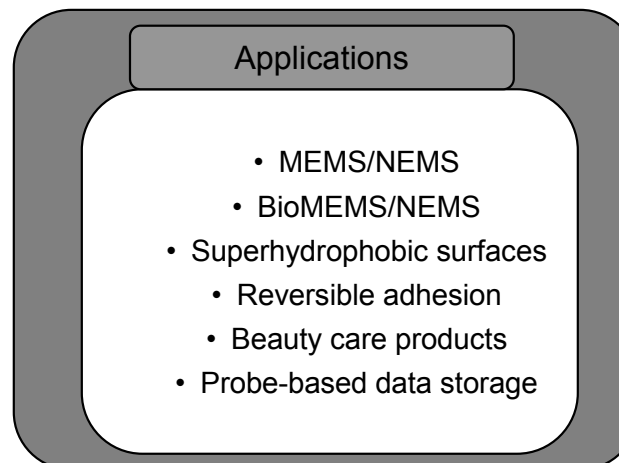 Applications
• MEMS/NEMS
• BioMEMS/NEMS
• Superhydrophobic surfaces
• Reversible adhesion
• Beauty care products
• Probe-based data storage